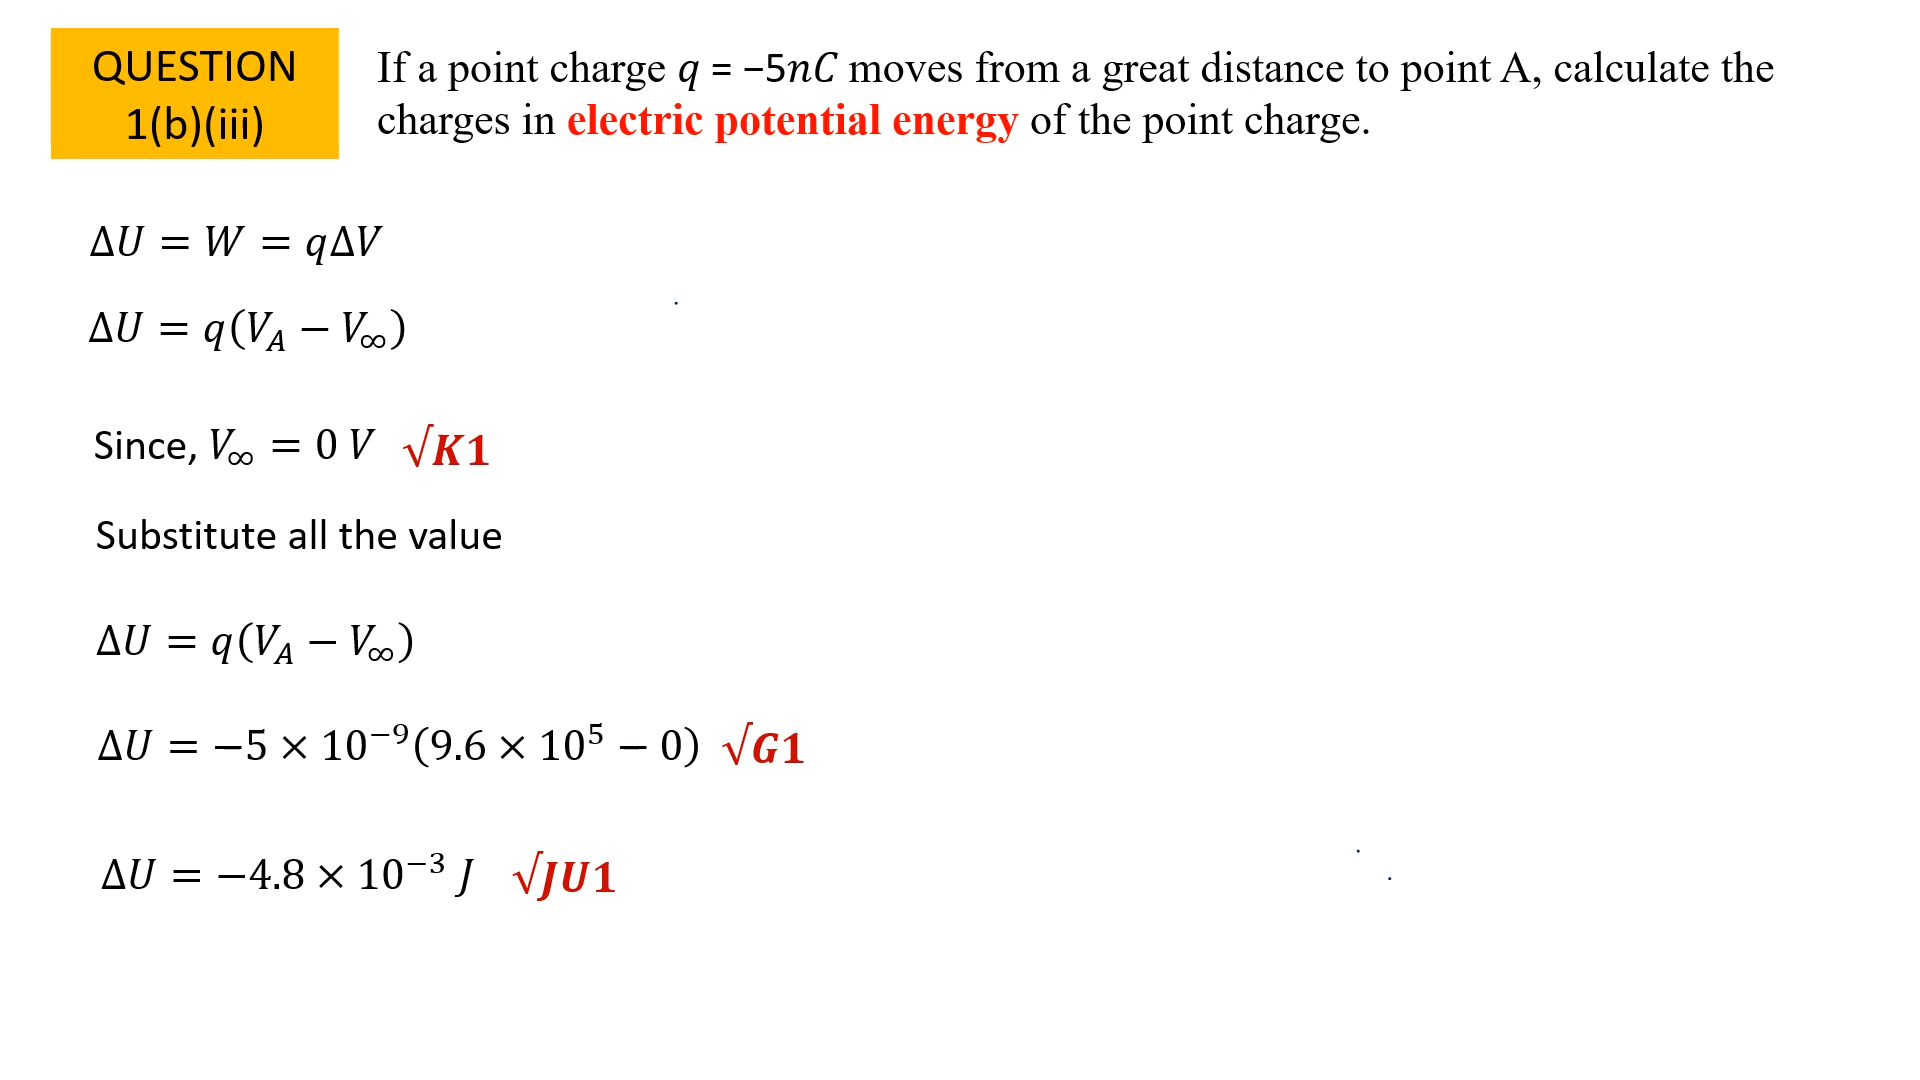 QUESTION
1(b)(iii)
If a point charge q = −5nC moves from a great distance to point A, calculate the
charges in electric potential energy of the point charge.
ΔU = W = qΔV
ΔU = q(V_A − V_∞)
Since, V_∞ = 0 V √K1
Substitute all the value
ΔU = q(V_A − V_∞)
ΔU = −5 × 10⁻⁹(9.6 × 10⁵ − 0) √G1
ΔU = −4.8 × 10⁻³ J √JU1